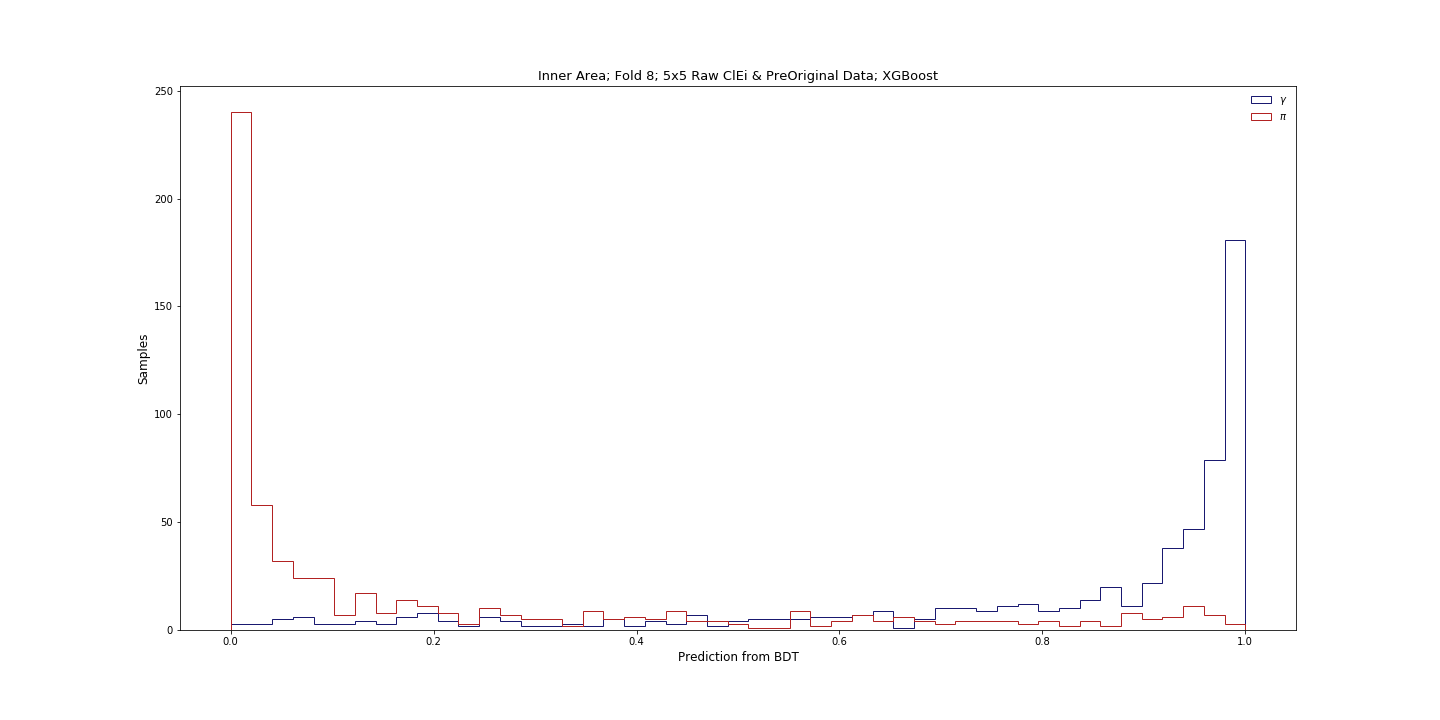 Inner Area; Fold 8; 5x5 Raw ClEi & PreOriginal Data; XGBoost
250
200
150
100
50
0
Samples
γ
π
0.0 0.2 0.4 0.6 0.8 1.0
Prediction from BDT